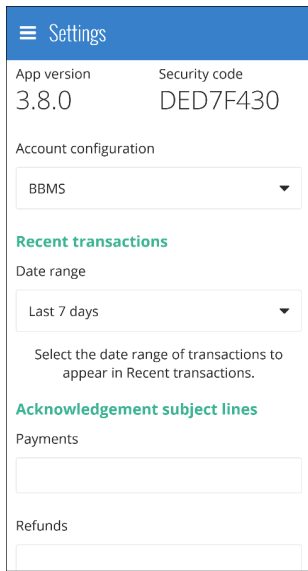 Settings
App version Security code
3.8.0 DED7F430
Account configuration
BBMS
Recent transactions
Date range
Last 7 days
Select the date range of transactions to
appear in Recent transactions.
Acknowledgement subject lines
Payments
Refunds